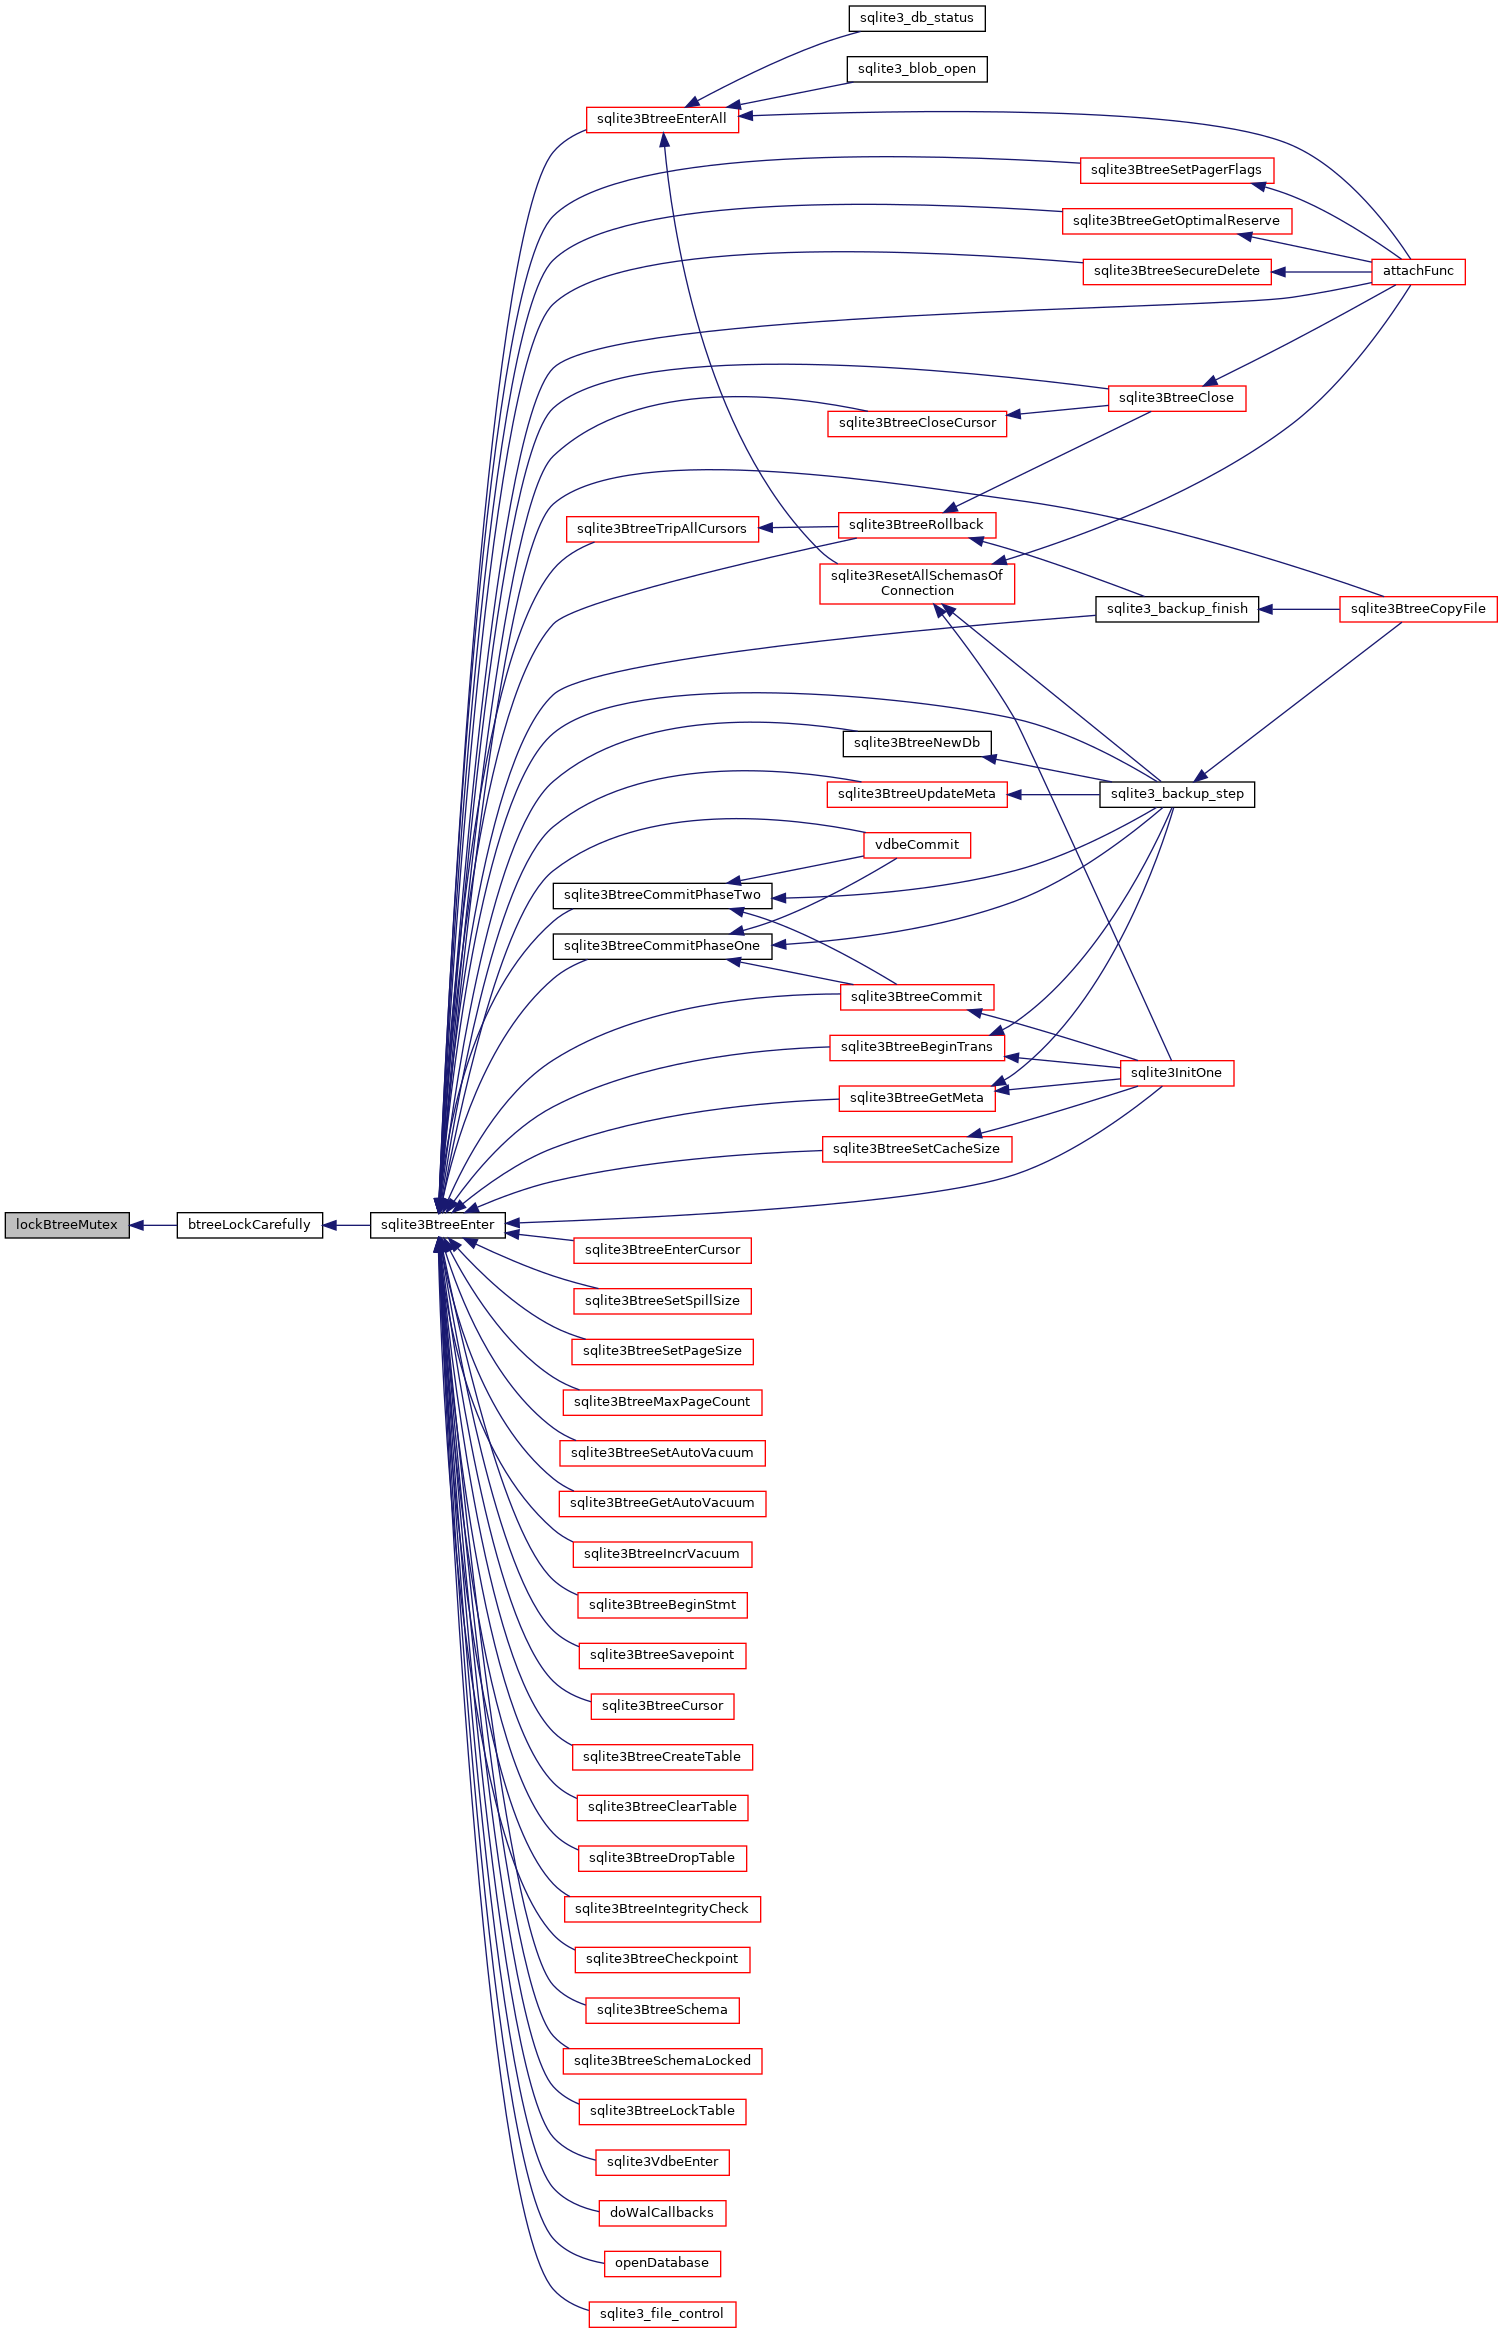 sqlite3_db_status
sqlite3_blob_open
sqlite3BtreeEnterAll
sqlite3BtreeSetPagerFlags
sqlite3BtreeGetOptimalReserve
sqlite3BtreeSecureDelete
attachFunc
sqlite3BtreeClose
sqlite3BtreeCloseCursor
sqlite3BtreeTripAllCursors
sqlite3BtreeRollback
sqlite3ResetAllSchemasOf
Connection
sqlite3_backup_finish
sqlite3BtreeCopyFile
sqlite3BtreeNewDb
sqlite3BtreeUpdateMeta
sqlite3_backup_step
vdbeCommit
sqlite3BtreeCommitPhaseTwo
sqlite3BtreeCommitPhaseOne
sqlite3BtreeCommit
sqlite3BtreeBeginTrans
sqlite3InitOne
sqlite3BtreeGetMeta
sqlite3BtreeSetCacheSize
lockBtreeMutex
btreeLockCarefully
sqlite3BtreeEnter
sqlite3BtreeEnterCursor
sqlite3BtreeSetSpillSize
sqlite3BtreeSetPageSize
sqlite3BtreeMaxPageCount
sqlite3BtreeSetAutoVacuum
sqlite3BtreeGetAutoVacuum
sqlite3BtreeIncrVacuum
sqlite3BtreeBeginStmt
sqlite3BtreeSavepoint
sqlite3BtreeCursor
sqlite3BtreeCreateTable
sqlite3BtreeClearTable
sqlite3BtreeDropTable
sqlite3BtreeIntegrityCheck
sqlite3BtreeCheckpoint
sqlite3BtreeSchema
sqlite3BtreeSchemaLocked
sqlite3BtreeLockTable
sqlite3VdbeEnter
doWalCallbacks
openDatabase
sqlite3_file_control